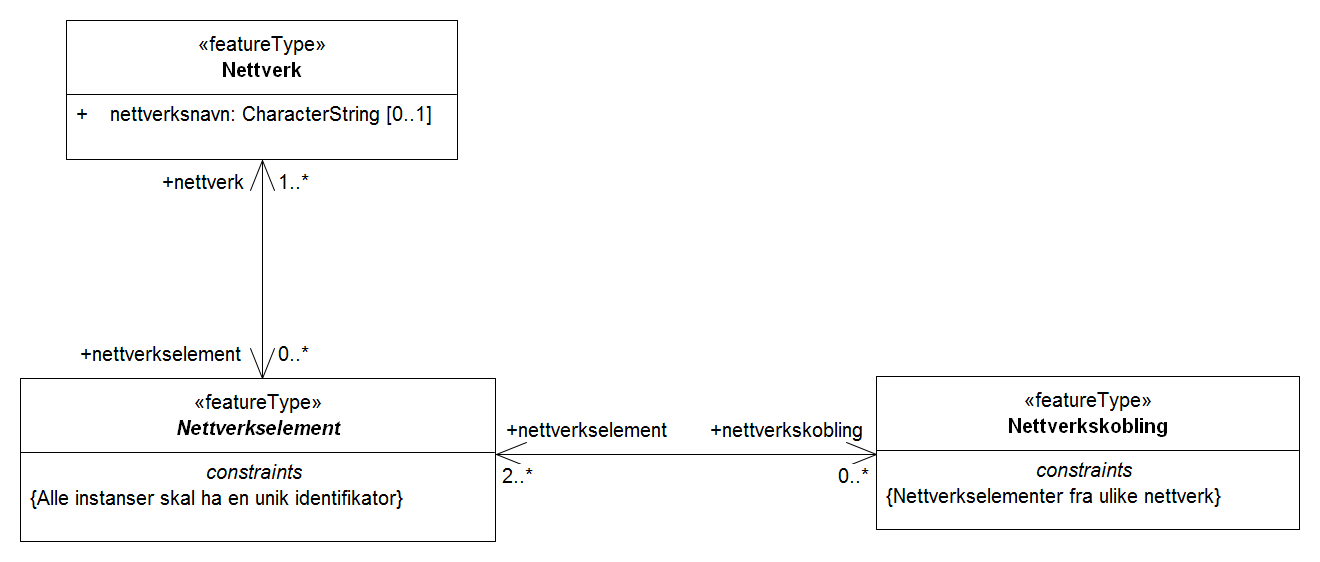 «featureType»
Nettverk
+ nettverksnavn: CharacterString [0..1]
+nettverk 1..*
+nettverkselement 0..*
«featureType»
Nettverkselement
constraints
{Alle instanser skal ha en unik identifikator}
+nettverkselement +nettverkskobling
2..* 0..*
«featureType»
Nettverkskobling
constraints
{Nettverkselementer fra ulike nettverk}